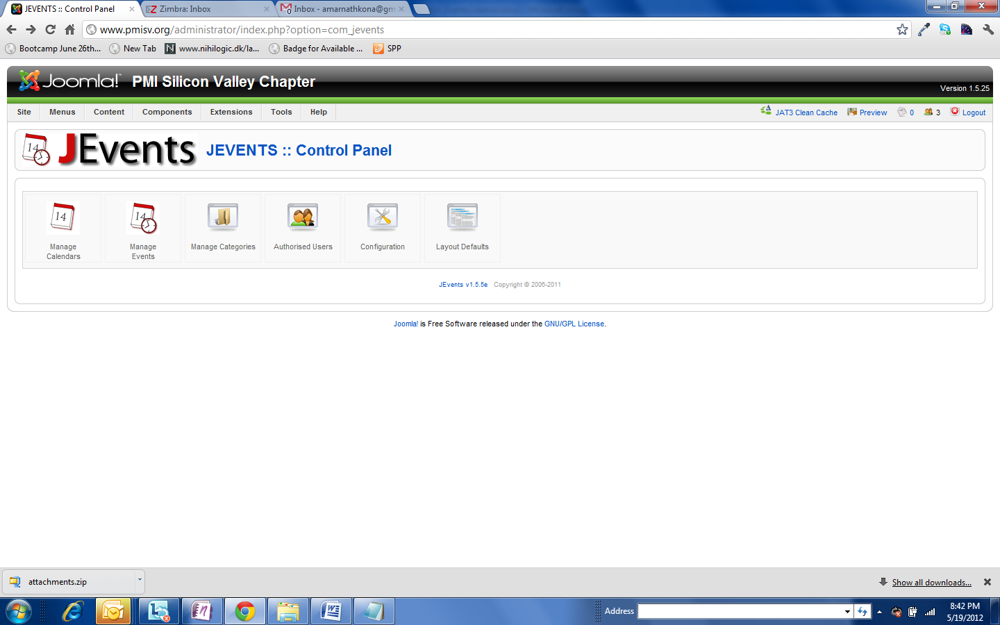 JEVENTS :: Control Panel
Zimbra: Inbox
Inbox - amarnathkona@gm
www.pmisv.org/administrator/index.php?option=com_jevents
Bootcamp June 26th...
New Tab
www.nihilogic.dk/la...
Badge for Available ...
SPP
Joomla!™ PMI Silicon Valley Chapter
Version 1.5.25
Site Menus Content Components Extensions Tools Help
JAT3 Clean Cache Preview 0 3 Logout
14 JEvents JEVENTS :: Control Panel
14
14
Manage Calendars
Manage Events
Manage Categories
Authorised Users
Configuration
Layout Defaults
JEvents v1.5.5e Copyright © 2006-2011
Joomla! is Free Software released under the GNU/GPL License.
attachments.zip
Show all downloads...
Address
8:42 PM
5/19/2012